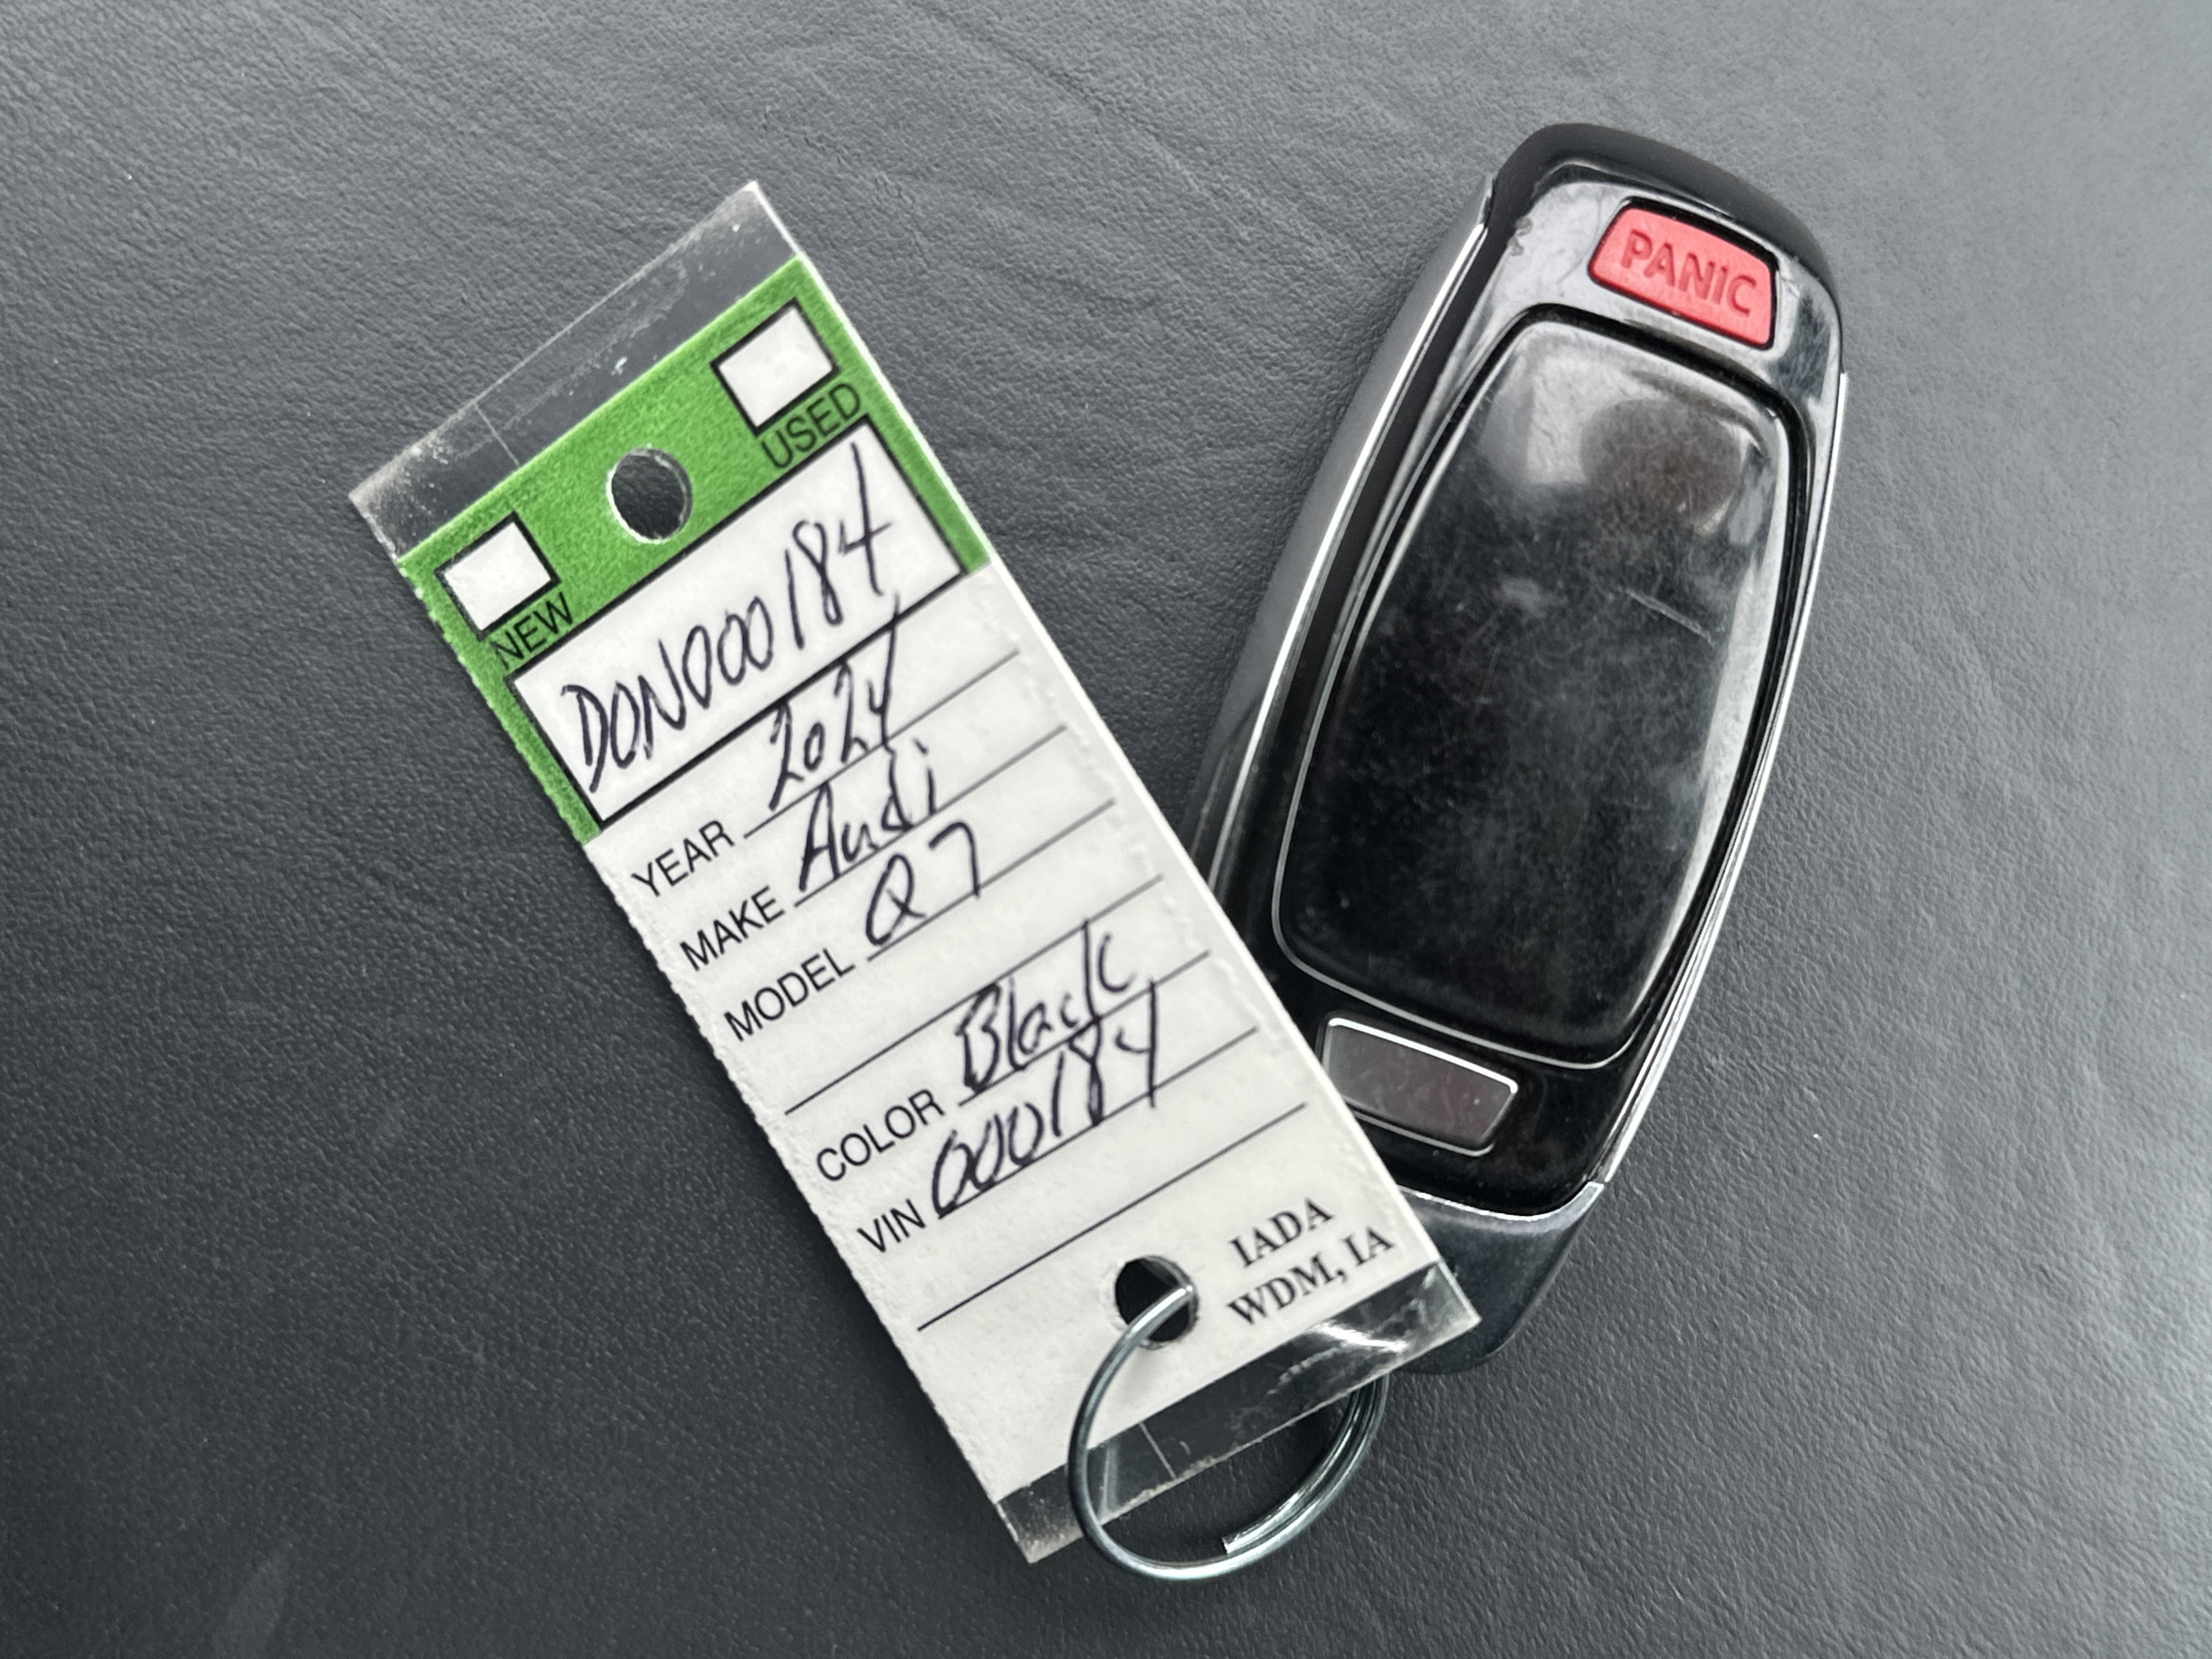 NEW
USED
DON000184
YEAR 2024
MAKE Audi
MODEL Q7
COLOR Black
VIN 000184
IADA
WDM, IA
PANIC